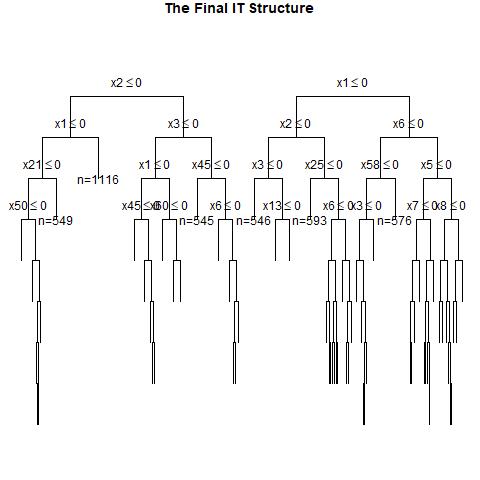 The Final IT Structure
x2 ≤ 0 x1 ≤ 0
x1 ≤ 0 x3 ≤ 0 x2 ≤ 0 x6 ≤ 0
x21 ≤ 0 x1 ≤ 0 x45 ≤ 0 x3 ≤ 0 x25 ≤ 0 x58 ≤ 0 x5 ≤ 0
n=1116
x50 ≤ 0 x45 ≤ 0 x60 ≤ 0 x6 ≤ 0 x13 ≤ 0 x6 ≤ 0 x3 ≤ 0 x7 ≤ 0 x8 ≤ 0
n=549 n=545 n=546 n=593 n=576